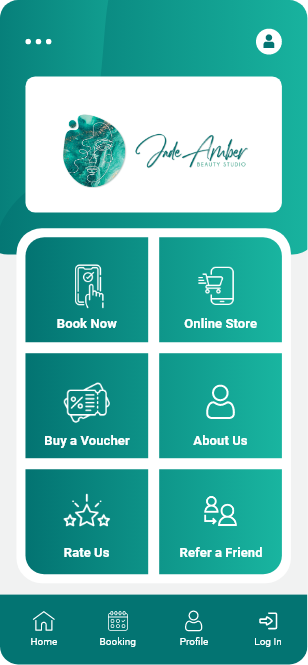 Jade Amber
BEAUTY STUDIO
Book Now
Online Store
Buy a Voucher
About Us
Rate Us
Refer a Friend
Home
Booking
Profile
Log In